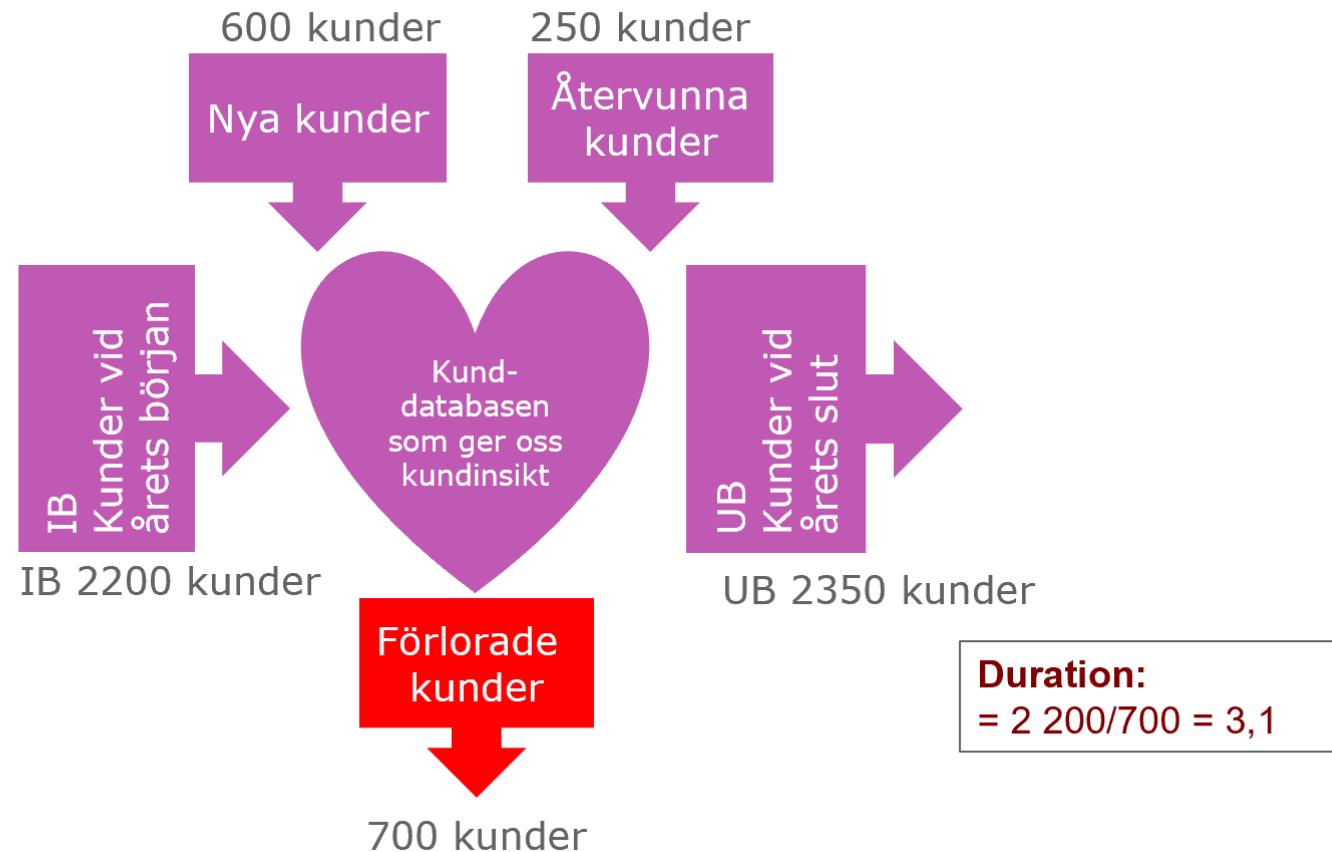 600 kunder
250 kunder
Nya kunder
Återvunna
kunder
IB
Kunder vid
årets början
Kund-
databasen
som ger oss
kundinsikt
UB
Kunder vid
årets slut
IB 2200 kunder
UB 2350 kunder
Förlorade
kunder
700 kunder
Duration:
= 2 200/700 = 3,1